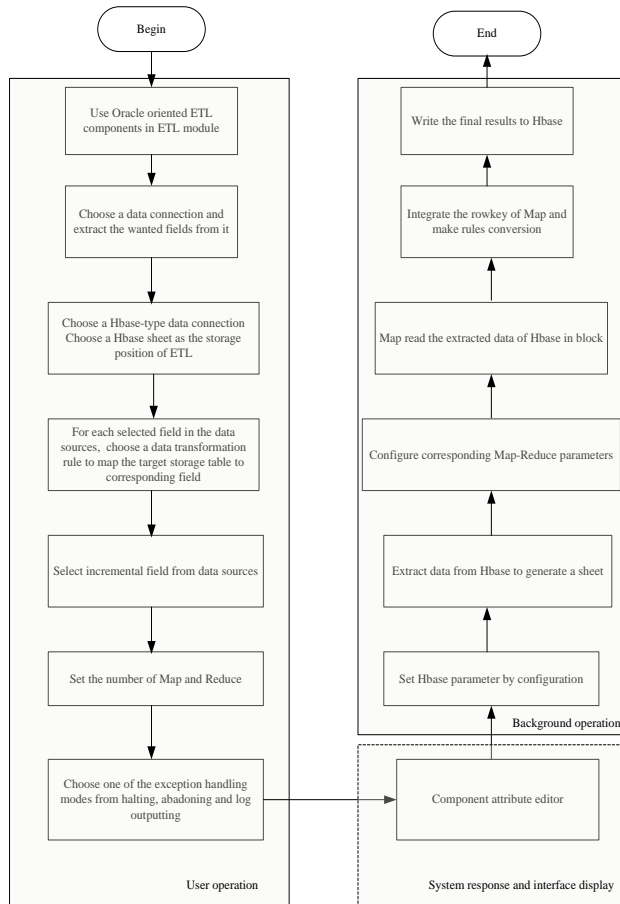 Begin
Use Oracle oriented ETL
components in ETL module
Choose a data connection and
extract the wanted fields from it
Choose a Hbase-type data connection
Choose a Hbase sheet as the storage
position of ETL
For each selected field in the data
sources, choose a data transformation
rule to map the target storage table to
corresponding field
Select incremental field from data sources
Set the number of Map and Reduce
Choose one of the exception handling
modes from halting, abadoning and log
outputting
User operation
End
Write the final results to Hbase
Integrate the rowkey of Map and
make rules conversion
Map read the extracted data of Hbase in block
Configure corresponding Map-Reduce parameters
Extract data from Hbase to generate a sheet
Set Hbase parameter by configuration
Background operation
Component attribute editor
System response and interface display